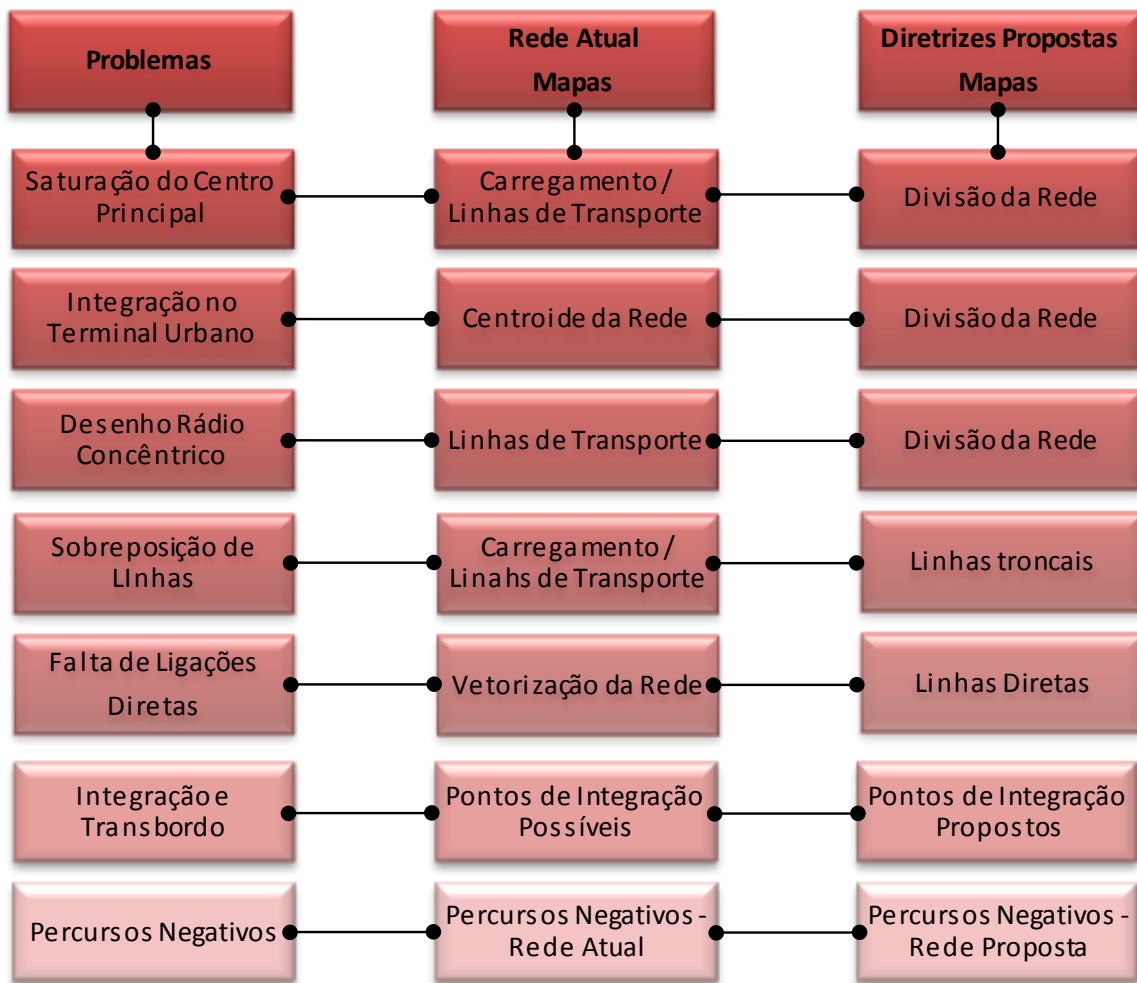 Problemas
Rede Atual
Mapas
Diretrizes Propostas
Mapas
Saturação do Centro
Principal
Carregamento /
Linhas de Transporte
Divisão da Rede
Integração no
Terminal Urbano
Centroide da Rede
Divisão da Rede
Desenho Rádio
Concêntrico
Linhas de Transporte
Divisão da Rede
Sobreposição de
LInhas
Carregamento /
Linahs de Transporte
Linhas troncais
Falta de Ligações
Diretas
Vetorização da Rede
Linhas Diretas
Integração e
Transbordo
Pontos de Integração
Possíveis
Pontos de Integração
Propostos
Percursos Negativos
Percursos Negativos -
Rede Atual
Percursos Negativos -
Rede Proposta